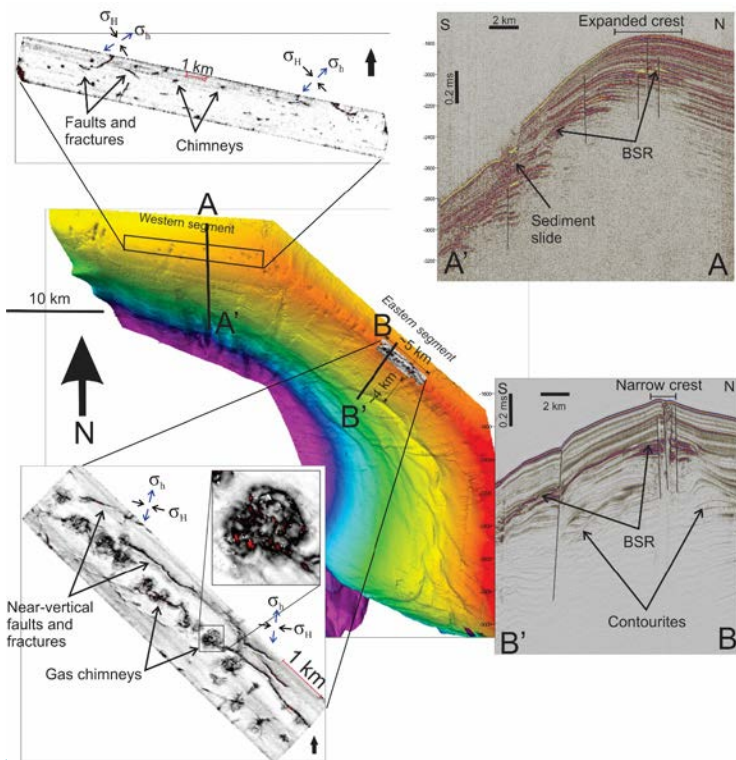 σH
σh
1 km
σH
σh
Faults and
fractures
Chimneys
S
2 km
Expanded crest
N
0.2 ms
BSR
Sediment
slide
A'
A
A
Western segment
10 km
A'
N
Eastern segment
B
~5 km
B'
~4 km
S
2 km
Narrow crest
N
0.2 ms
BSR
Contourites
B'
B
σh
σH
Near-vertical
faults and
fractures
Gas chimneys
σh
σH
1 km